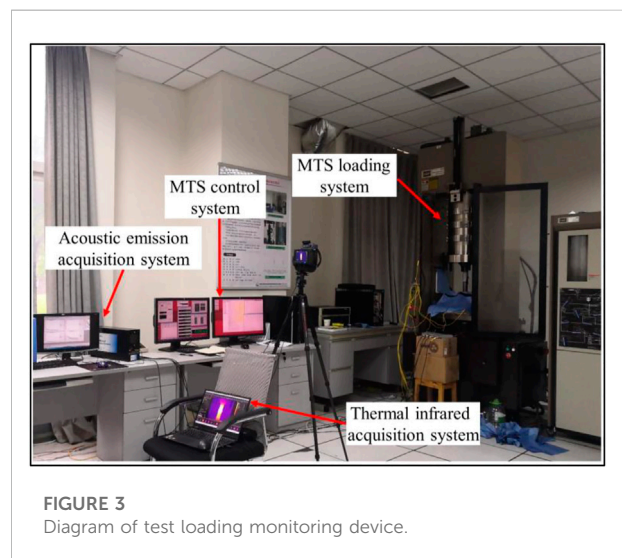 MTS loading
system
MTS control
system
Acoustic emission
acquisition system
Thermal infrared
acquisition system
FIGURE 3
Diagram of test loading monitoring device.